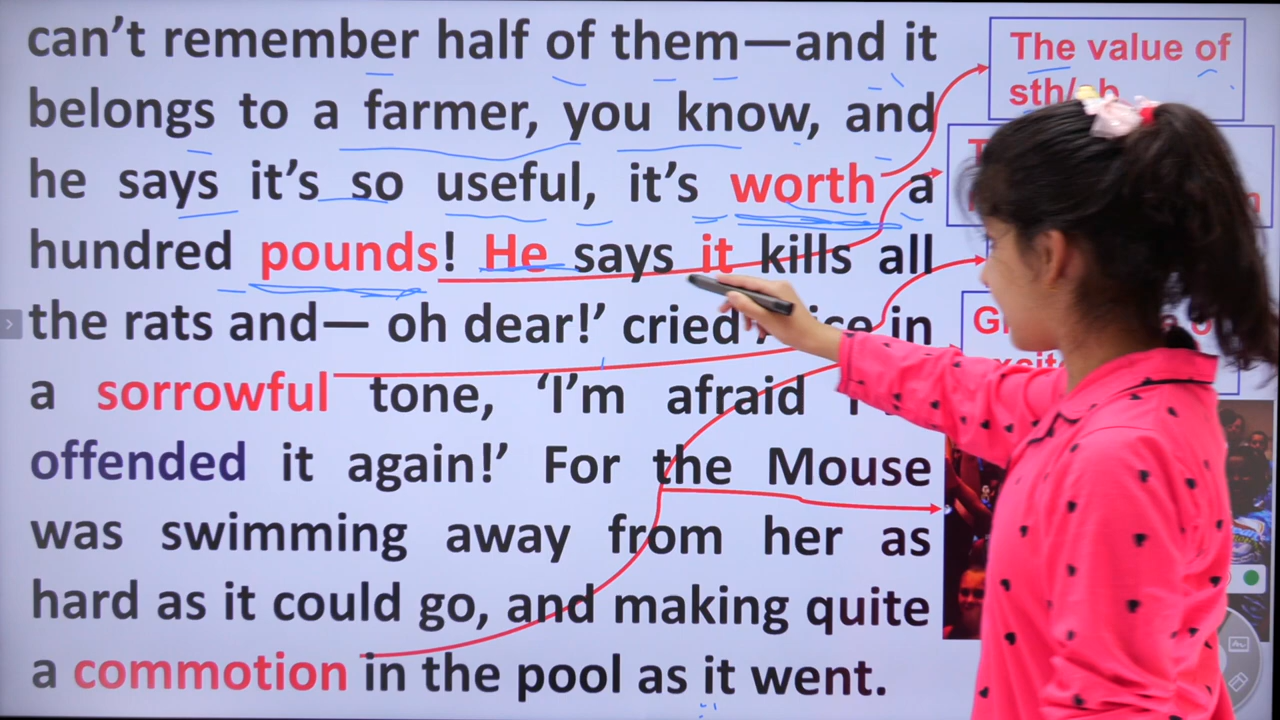 can't remember half of them—and it
belongs to a farmer, you know, and
he says it's so useful, it's worth a
hundred pounds! He says it kills all
the rats and— oh dear!' cried in
a sorrowful tone, 'I'm afraid
offended it again!' For the Mouse
was swimming away from her as
hard as it could go, and making quite
a commotion in the pool as it went.
The value of